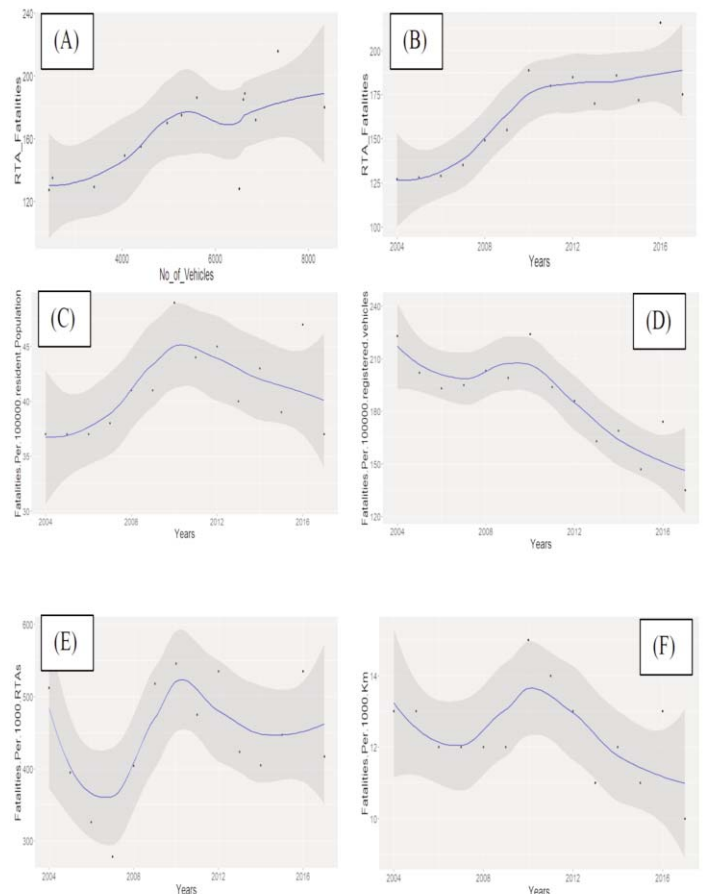 (A)
RTA_Fatalities
240
200
160
120
4000
6000
8000
No_of_Vehicles
(B)
RTA_Fatalities
200
175
150
125
100
2004
2008
2012
2016
Years
(C)
Fatalities.Per.100000.resident.Population
45
40
35
30
2004
2008
2012
2016
Years
(D)
Fatalities.Per.100000.registered.vehicles
210
180
150
120
2004
2008
2012
2016
Years
(E)
Fatalities.Per.1000.RTAs
600
500
400
300
2004
2008
2012
2016
Years
(F)
Fatalities.Per.1000.Km
14
12
10
2004
2008
2012
2016
Years